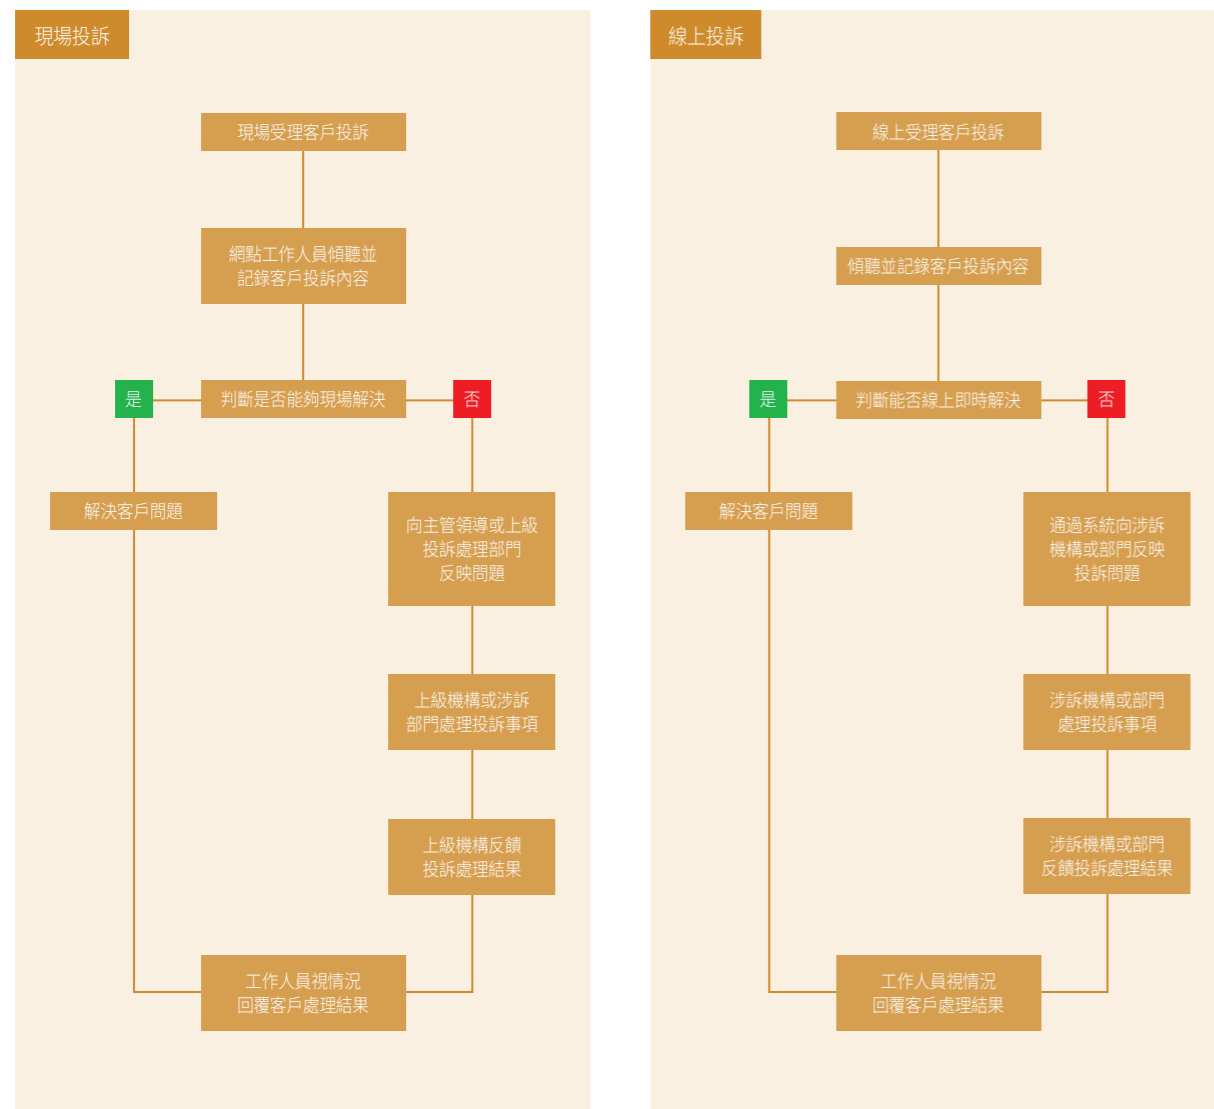 現場投訴
現場受理客戶投訴
網點工作人員傾聽並
記錄客戶投訴內容
是
判斷是否能夠現場解決
否
解決客戶問題
向主管領導或上級
投訴處理部門
反映問題
上級機構或涉訴
部門處理投訴事項
上級機構反饋
投訴處理結果
工作人員視情況
回覆客戶處理結果
線上投訴
線上受理客戶投訴
傾聽並記錄客戶投訴內容
是
判斷能否線上即時解決
否
解決客戶問題
通過系統向涉訴
機構或部門反映
投訴問題
涉訴機構或部門
處理投訴事項
涉訴機構或部門
反饋投訴處理結果
工作人員視情況
回覆客戶處理結果